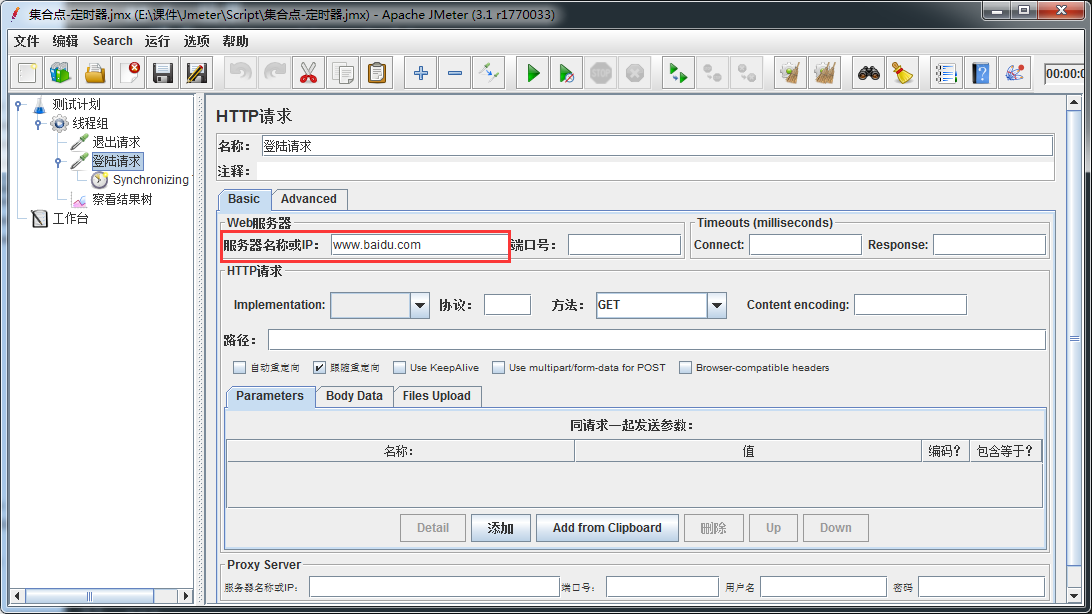 集合点-定时器.jmx (E:\课件\Jmeter\Script\集合点-定时器.jmx) - Apache JMeter (3.1 r1770033)
文件 编辑 Search 运行 选项 帮助
STOP
00:00:0
测试计划
线程组
退出请求
登陆请求
Synchronizing
察看结果树
工作台
HTTP请求
名称: 登陆请求
注释:
Basic Advanced
Web服务器
服务器名称或IP: www.baidu.com 端口号:
Timeouts (milliseconds)
Connect: Response:
HTTP请求
Implementation: 协议: 方法: GET Content encoding:
路径:
自动重定向 跟随重定向 Use KeepAlive Use multipart/form-data for POST Browser-compatible headers
Parameters Body Data Files Upload
同请求一起发送参数:
名称: 值 编码? 包含等于?
Detail 添加 Add from Clipboard 删除 Up Down
Proxy Server
服务器名称或IP: 端口号: 用户名 密码